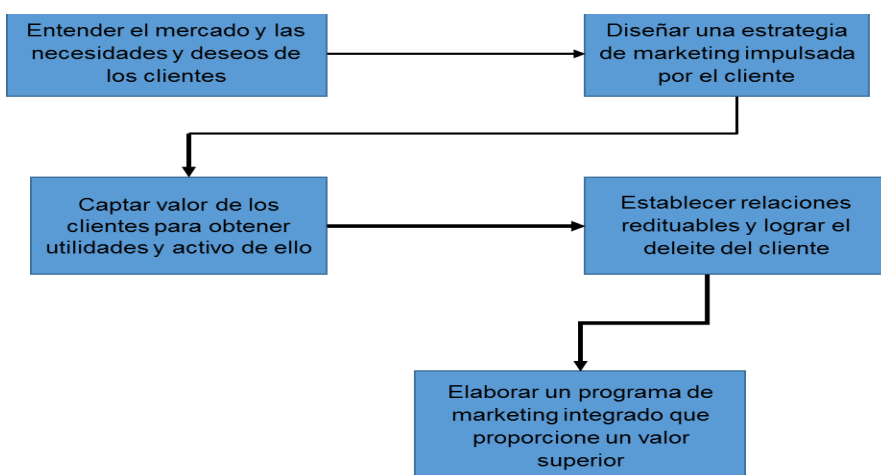 Entender el mercado y las
necesidades y deseos de
los clientes
Diseñar una estrategia
de marketing impulsada
por el cliente
Captar valor de los
clientes para obtener
utilidades y activo de ello
Establecer relaciones
redituables y lograr el
deleite del cliente
Elaborar un programa de
marketing integrado que
proporcione un valor
superior